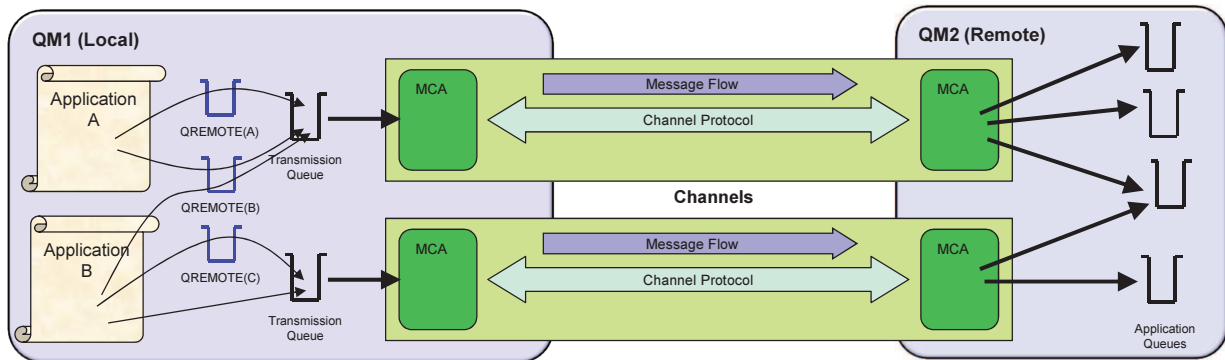 QM1 (Local)
QM2 (Remote)
Application
A
QREMOTE(A)
Transmission
Queue
QREMOTE(B)
MCA
Message Flow
Channel Protocol
MCA
Channels
Application
B
QREMOTE(C)
Transmission
Queue
MCA
Message Flow
Channel Protocol
MCA
Application
Queues